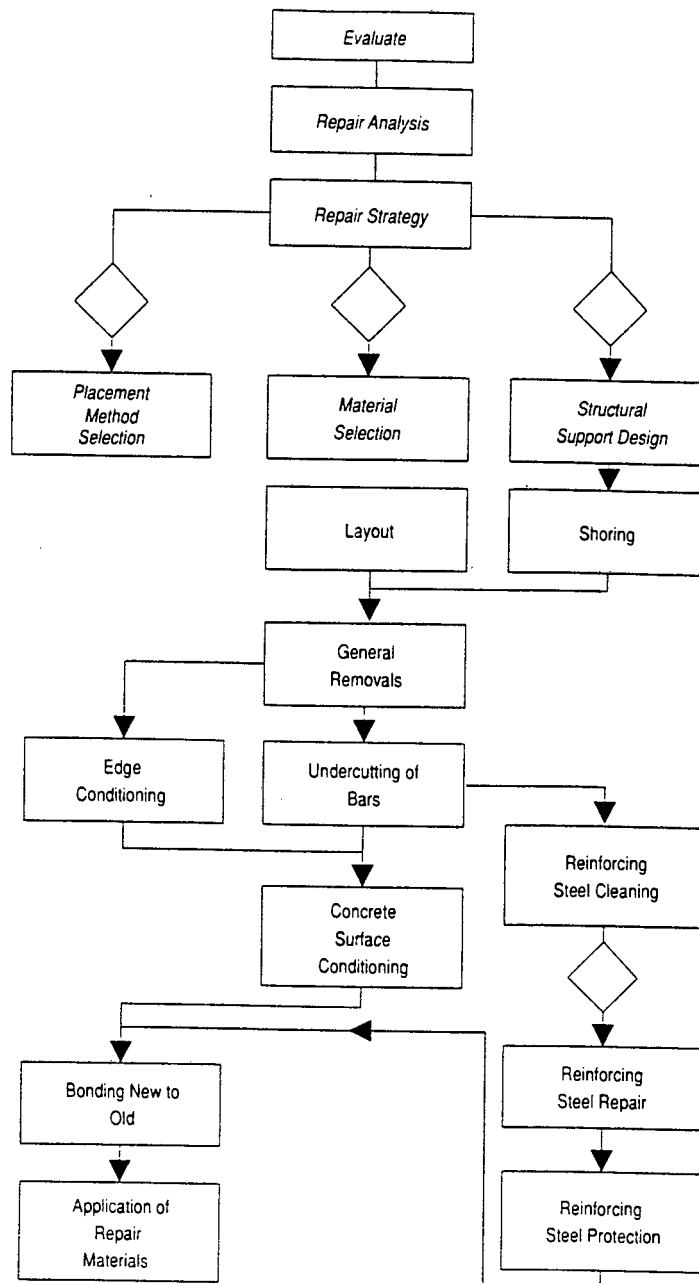 Evaluate
Repair Analysis
Repair Strategy
Placement
Method
Selection
Material
Selection
Structural
Support Design
Layout
Shoring
General
Removals
Edge
Conditioning
Undercutting of
Bars
Reinforcing
Steel Cleaning
Concrete
Surface
Conditioning
Bonding New to
Old
Reinforcing
Steel Repair
Application of
Repair
Materials
Reinforcing
Steel Protection